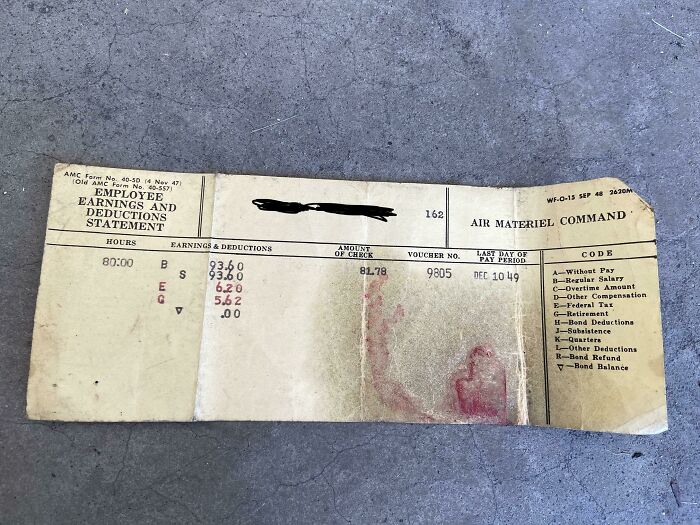 AMC Form No. 40-5D (4 Nov 47)
(Old AMC Form No. 40-557)
EMPLOYEE
EARNINGS AND
DEDUCTIONS
STATEMENT
162
WF-O-15 SEP 48 2620M
AIR MATERIEL COMMAND
HOURS
EARNINGS & DEDUCTIONS
AMOUNT
OF CHECK
VOUCHER NO.
LAST DAY OF
PAY PERIOD
CODE
80:00 B 93.60 81.78 9805 DEC 10 49
S 93.60
E 6.20
G 5.62
▽ .00
A—Without Pay
B—Regular Salary
C—Overtime Amount
D—Other Compensation
E—Federal Tax
G—Retirement
H—Bond Deductions
J—Subsistence
K—Quarters
L—Other Deductions
R—Bond Refund
▽—Bond Balance